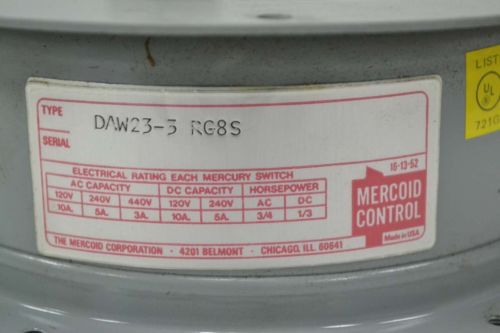 TYPE DAW23-3 RG8S
SERIAL
ELECTRICAL RATING EACH MERCURY SWITCH
AC CAPACITY DC CAPACITY HORSEPOWER
120V 240V 440V 120V 240V AC DC
10A. 5A. 3A. 10A. 5A. 3/4 1/3
16-13-52
MERCOID
CONTROL
Made in USA
THE MERCOID CORPORATION · 4201 BELMONT · CHICAGO, ILL. 60641
LIST
UL
7210